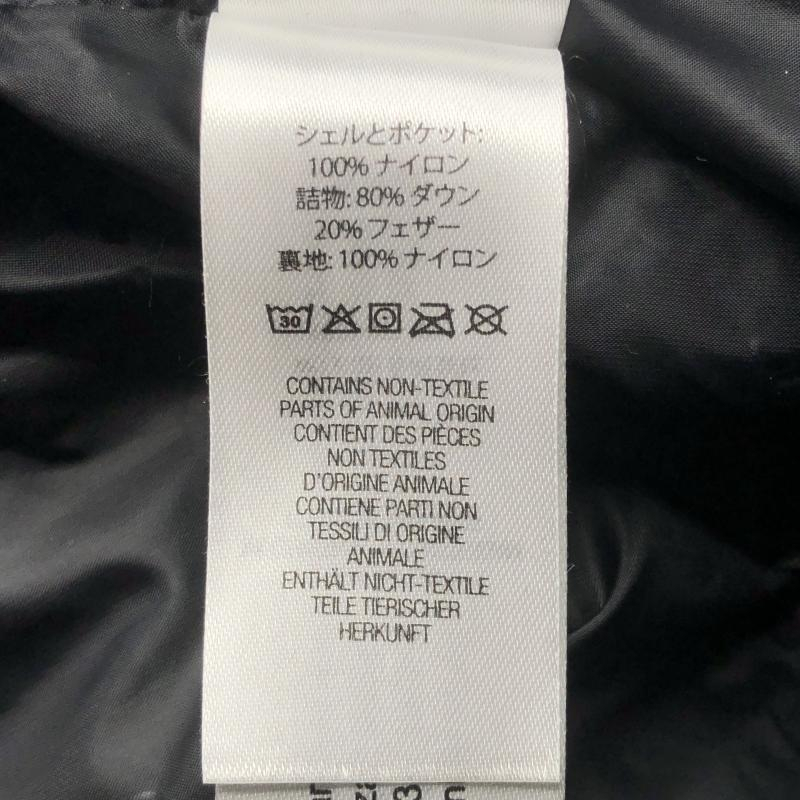 シェルとポケット:
100% ナイロン
詰物: 80% ダウン
20% フェザー
裏地: 100% ナイロン
30
CONTAINS NON-TEXTILE
PARTS OF ANIMAL ORIGIN
CONTIENT DES PIÈCES
NON TEXTILES
D'ORIGINE ANIMALE
CONTIENE PARTI NON
TESSILI DI ORIGINE
ANIMALE
ENTHÄLT NICHT-TEXTILE
TEILE TIERISCHER
HERKUNFT